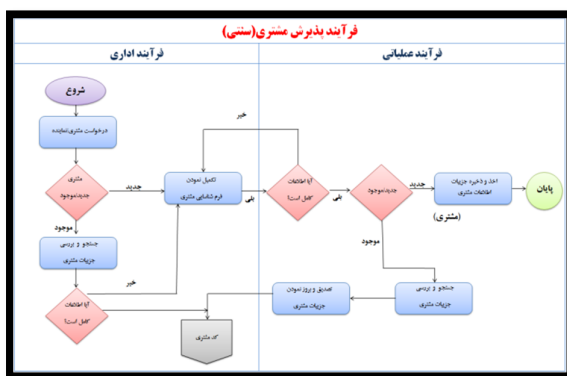 فرآیند پذیرش مشتری(سنتی)
فرآیند اداری
فرآیند عملیاتی
شروع
درخواست مشتری/نماینده
مشتری
جدید/موجود
جدید
موجود
جستجو و بررسی
جزییات مشتری
آیا اطلاعات
کامل است؟
خیر
تکمیل نمودن
فرم شناسایی مشتری
بلی
کد مشتری
خیر
آیا اطلاعات
کامل است؟
بلی
جدید/موجود
جدید
موجود
اخذ و ذخیره جزییات
اطلاعات مشتری
(مشتری)
پایان
جستجو و بررسی
جزییات مشتری
تصدیق و بروز نمودن
جزییات مشتری